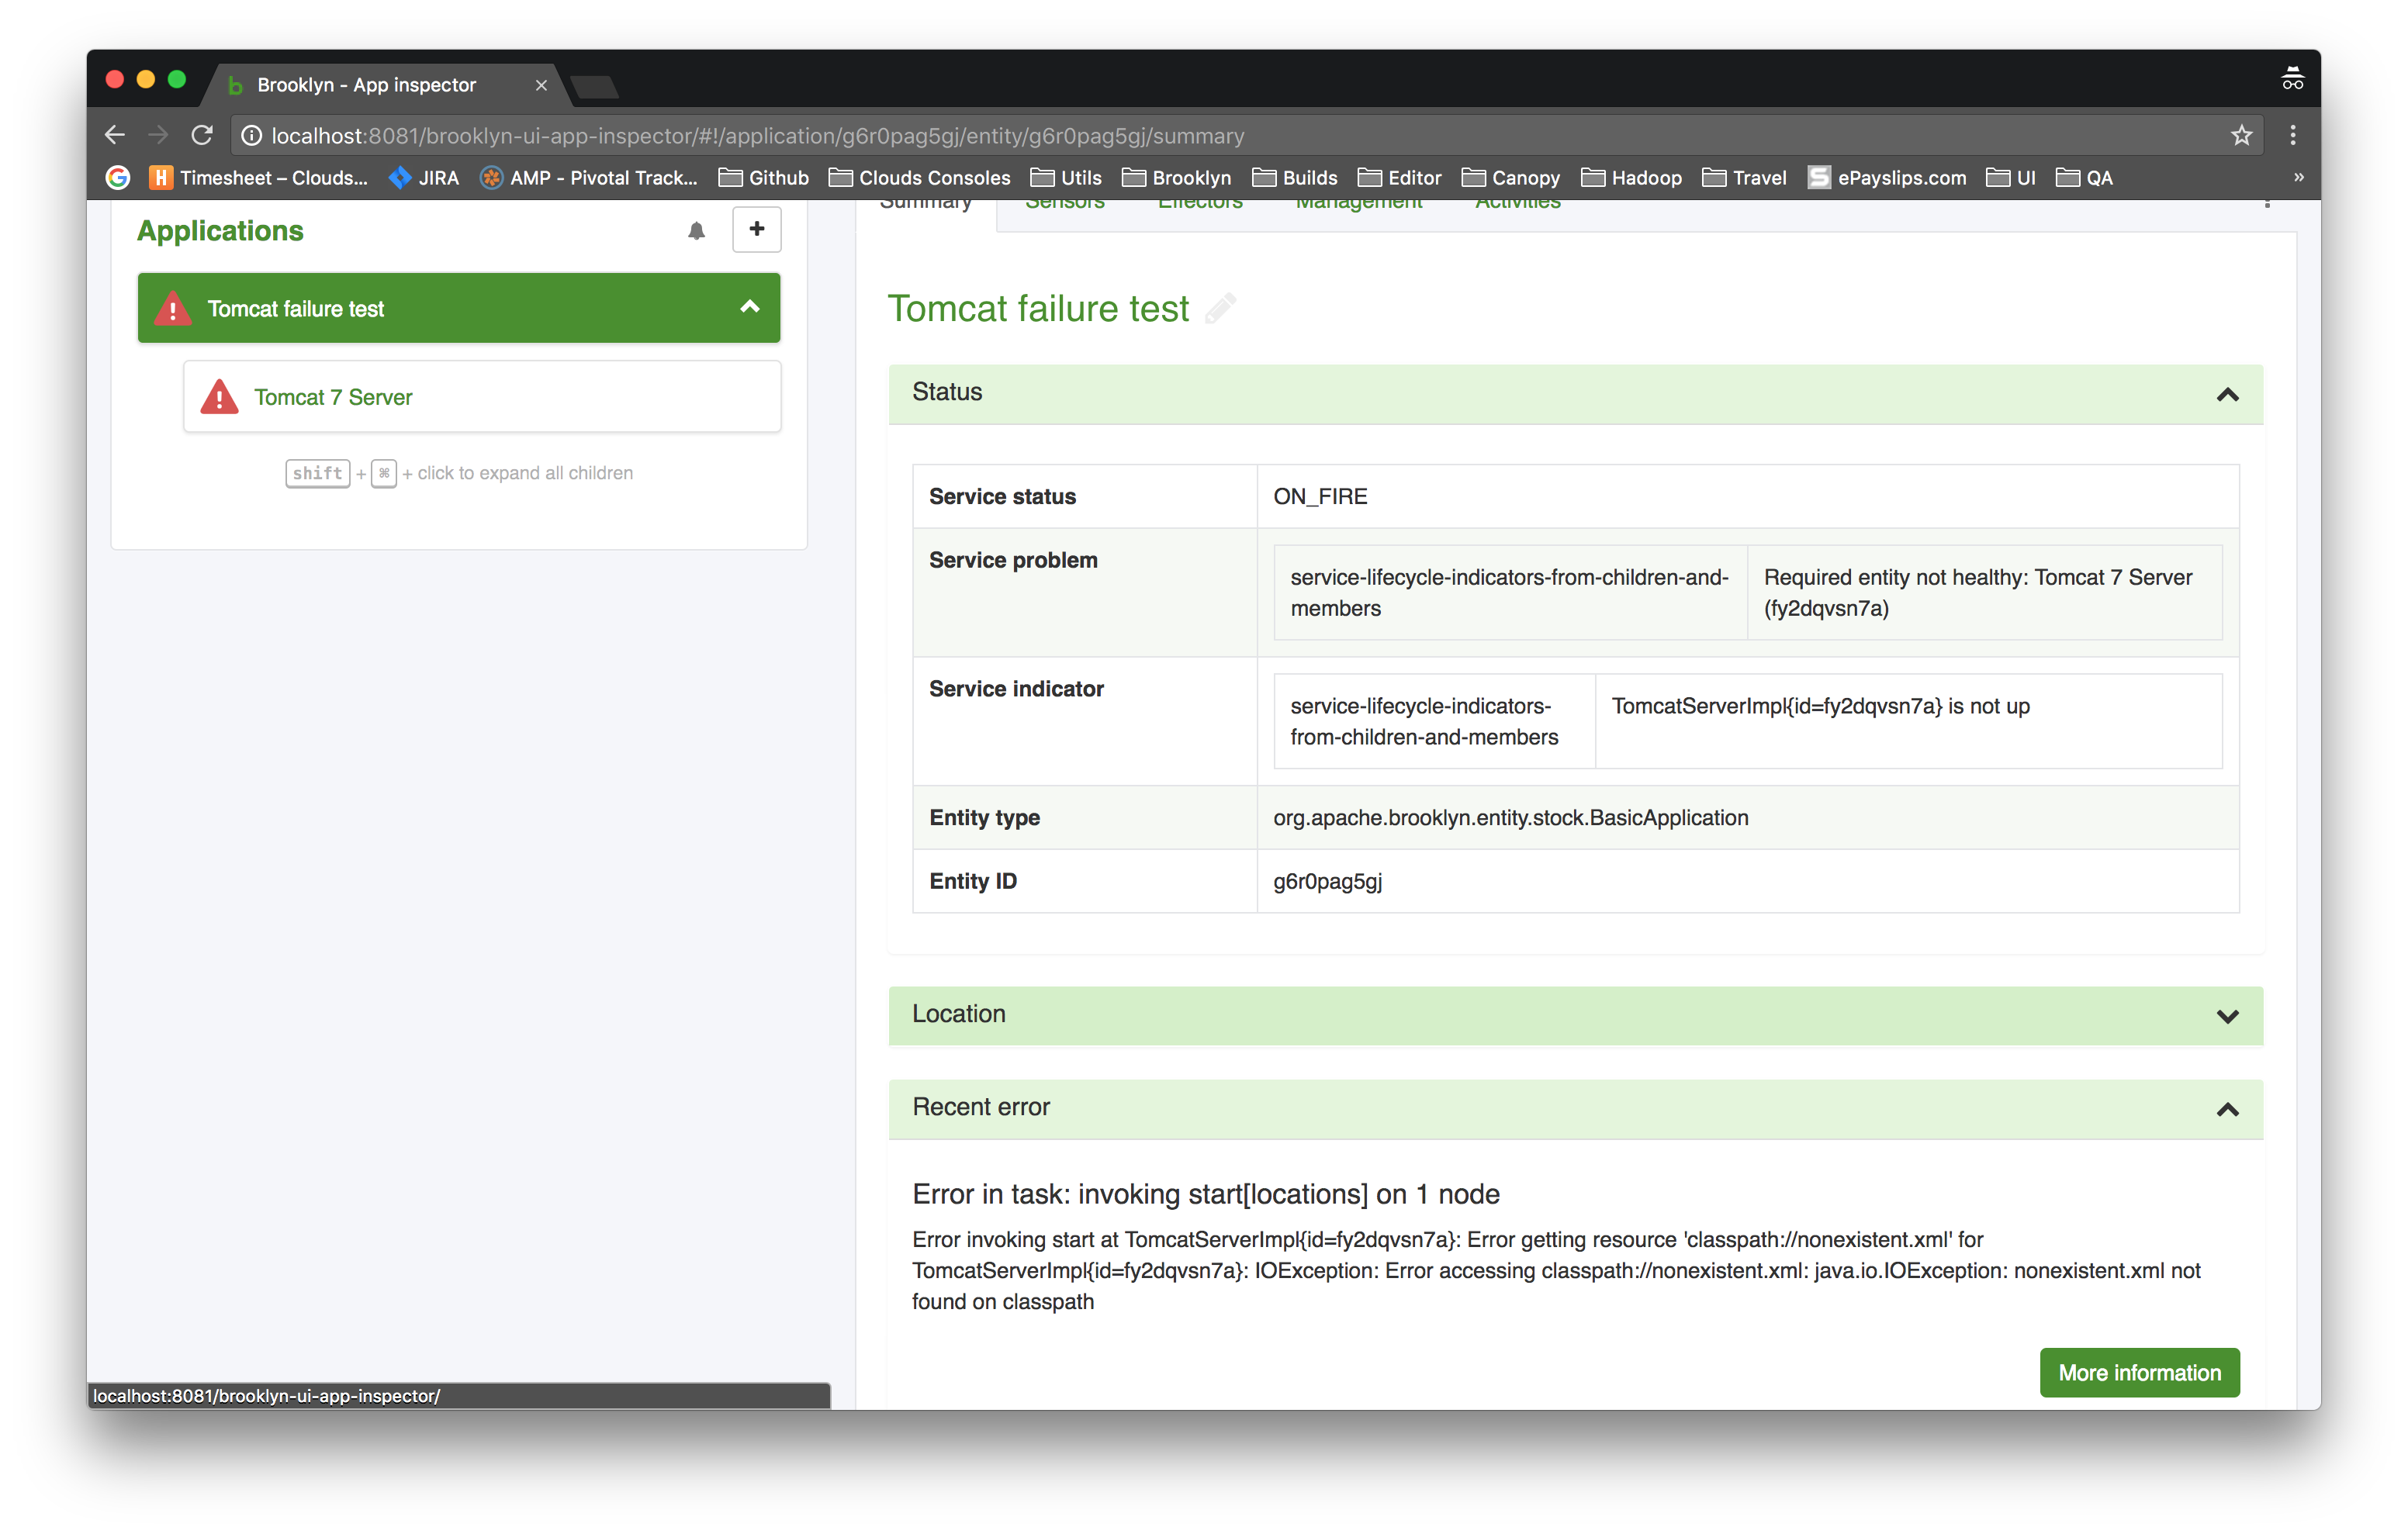 Brooklyn - App inspector
localhost:8081/brooklyn-ui-app-inspector/#!/application/g6r0pag5gj/entity/g6r0pag5gj/summary
Timesheet – Clouds... JIRA AMP - Pivotal Track... Github Clouds Consoles Utils Brooklyn Builds Editor Canopy Hadoop Travel ePayslips.com UI QA »
Summary Sensors Effectors Management Activities
Applications
Tomcat failure test
Tomcat 7 Server
shift + ⌘ + click to expand all children
Tomcat failure test
Status
Service status ON_FIRE
Service problem
service-lifecycle-indicators-from-children-and-
members
Required entity not healthy: Tomcat 7 Server
(fy2dqvsn7a)
Service indicator
service-lifecycle-indicators-
from-children-and-members
TomcatServerImpl{id=fy2dqvsn7a} is not up
Entity type org.apache.brooklyn.entity.stock.BasicApplication
Entity ID g6r0pag5gj
Location
Recent error
Error in task: invoking start[locations] on 1 node
Error invoking start at TomcatServerImpl{id=fy2dqvsn7a}: Error getting resource 'classpath://nonexistent.xml' for
TomcatServerImpl{id=fy2dqvsn7a}: IOException: Error accessing classpath://nonexistent.xml: java.io.IOException: nonexistent.xml not
found on classpath
More information
localhost:8081/brooklyn-ui-app-inspector/